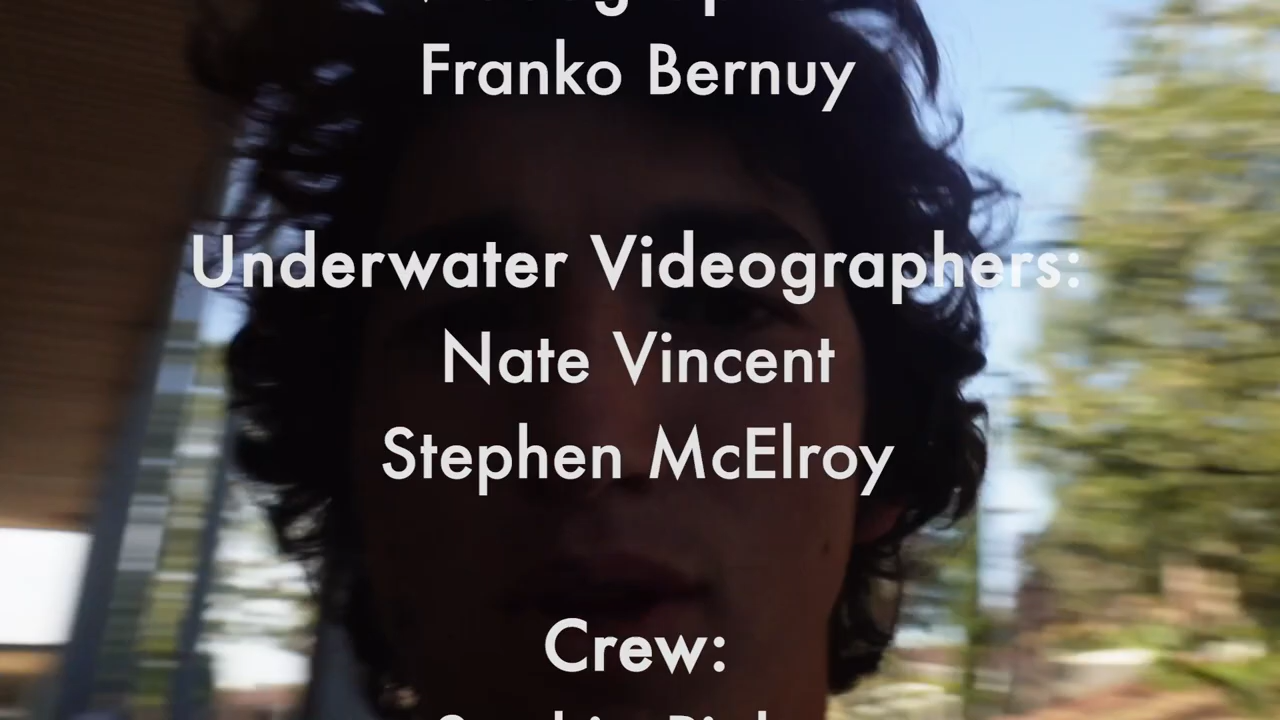 Franko Bernuy
Underwater Videographers:
Nate Vincent
Stephen McElroy
Crew: